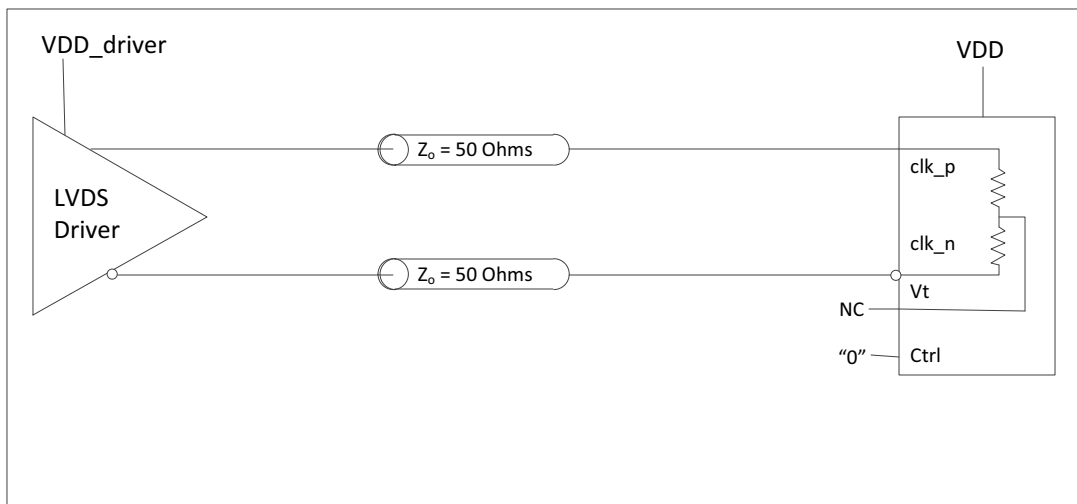 VDD_driver
VDD
Zₒ = 50 Ohms
clk_p
LVDS
Driver
clk_n
Zₒ = 50 Ohms
Vt
NC
“0”
Ctrl